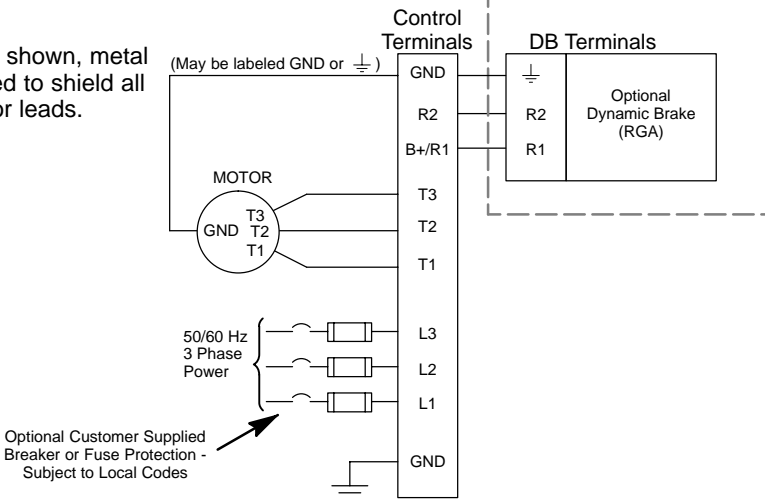 shown, metal
ed to shield all
or leads.
Control
Terminals
DB Terminals
(May be labeled GND or ⏚)
GND
R2
R2
Optional
Dynamic Brake
(RGA)
B+/R1
R1
MOTOR
T3
T3
GND T2
T2
T1
T1
50/60 Hz
3 Phase
Power
L3
L2
L1
Optional Customer Supplied
Breaker or Fuse Protection -
Subject to Local Codes
GND